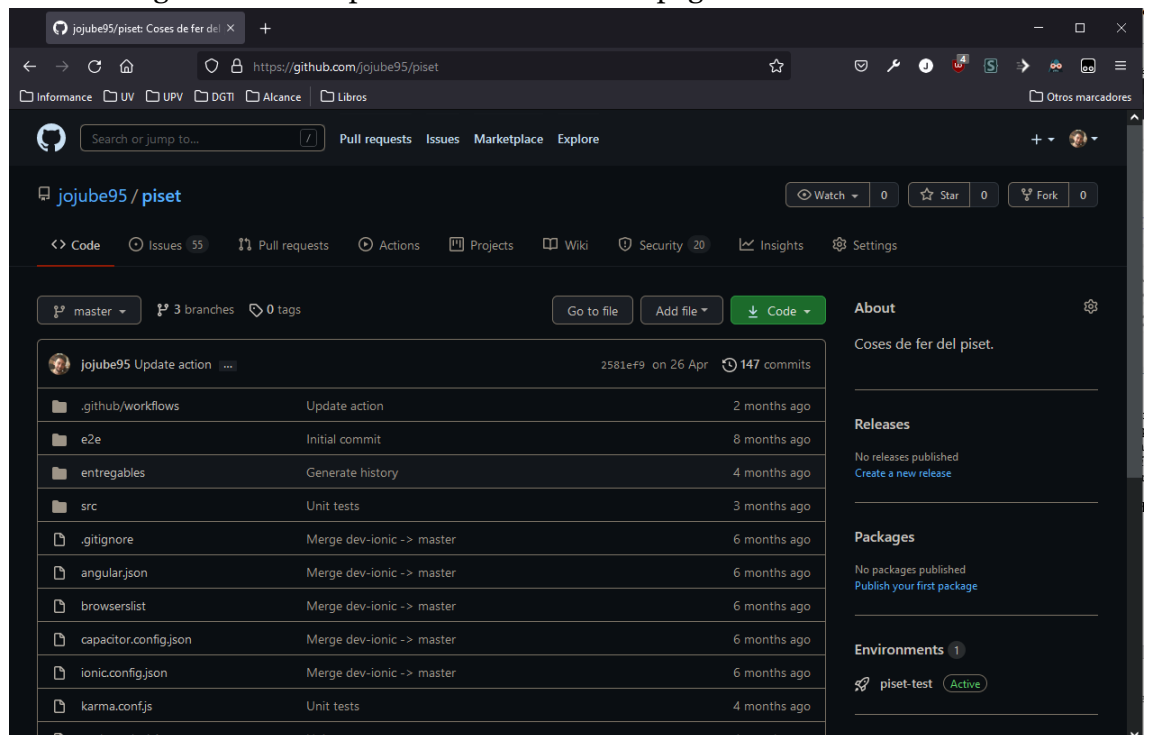 jojube95/piset: Coses de fer del
https://github.com/jojube95/piset
4
Informance UV UPV DGTI Alcance Libros Otros marcadores
Search or jump to... / Pull requests Issues Marketplace Explore
jojube95 / piset Watch 0 Star 0 Fork 0
Code Issues 55 Pull requests Actions Projects Wiki Security 20 Insights Settings
master 3 branches 0 tags Go to file Add file Code
About
Coses de fer del piset.
jojube95 Update action ... 2581ef9 on 26 Apr 147 commits
.github/workflows Update action 2 months ago
e2e Initial commit 8 months ago
entregables Generate history 4 months ago
src Unit tests 3 months ago
.gitignore Merge dev-ionic -> master 6 months ago
angular.json Merge dev-ionic -> master 6 months ago
browserslist Merge dev-ionic -> master 6 months ago
capacitor.config.json Merge dev-ionic -> master 6 months ago
ionic.config.json Merge dev-ionic -> master 6 months ago
karma.conf.js Unit tests 4 months ago
Releases
No releases published
Create a new release
Packages
No packages published
Publish your first package
Environments 1
piset-test Active